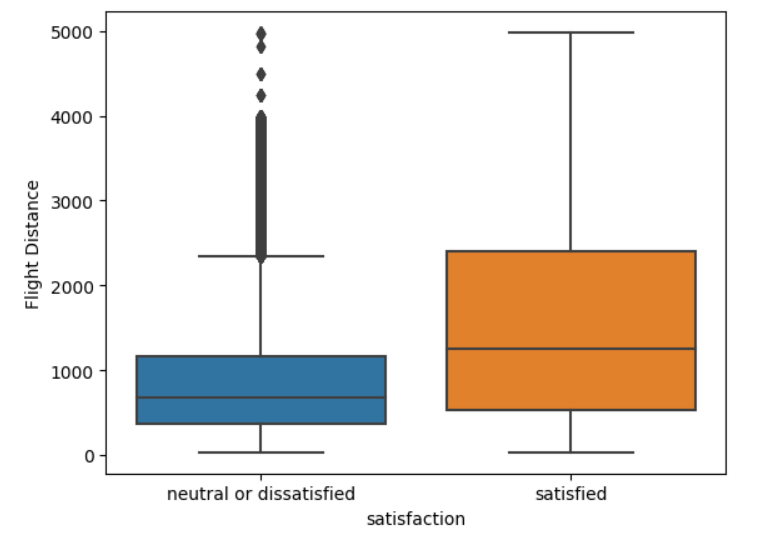 5000
4000
3000
2000
1000
0
Flight Distance
neutral or dissatisfied
satisfied
satisfaction